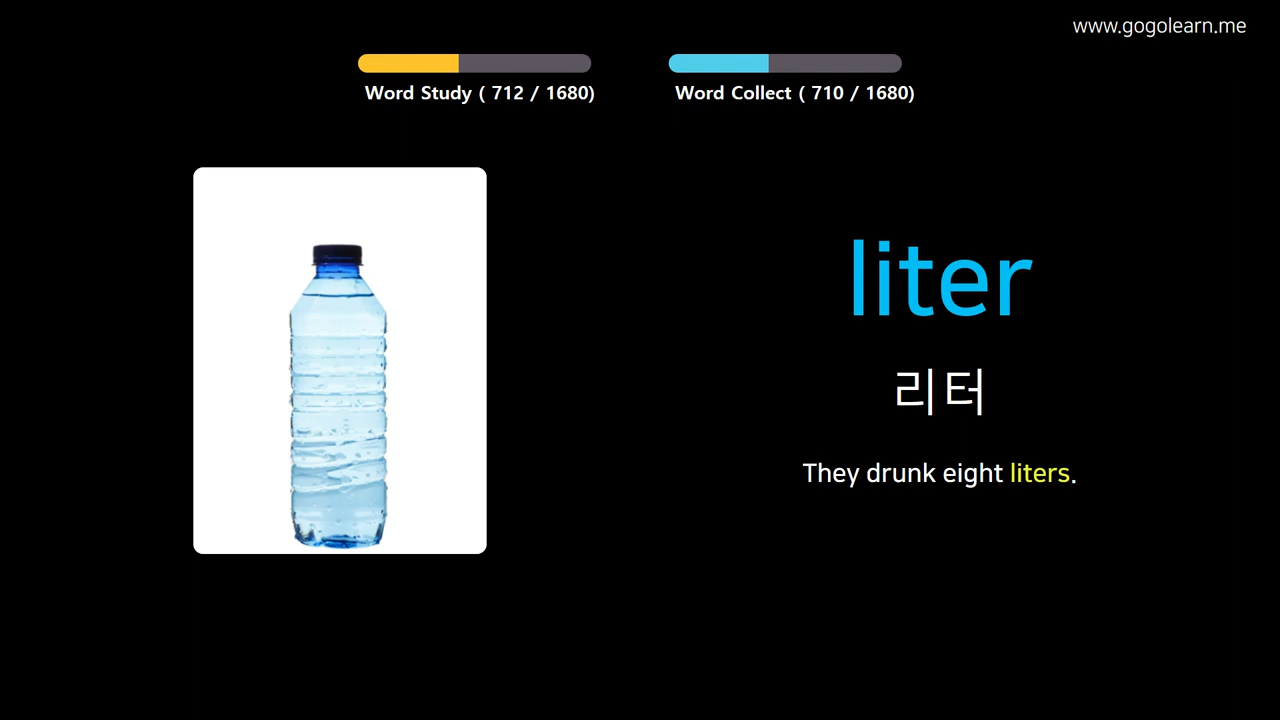 www.gogolearn.me
Word Study ( 712 / 1680)
Word Collect ( 710 / 1680)
liter
리터
They drunk eight liters.